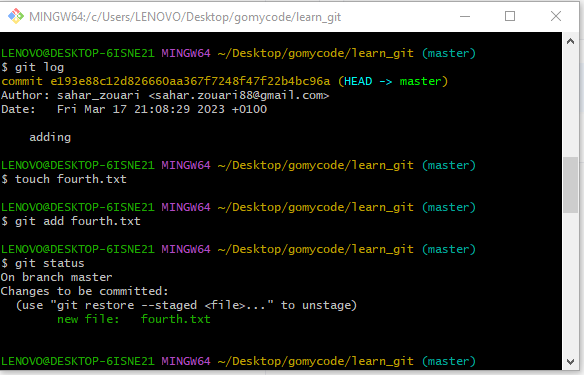 MINGW64:/c/Users/LENOVO/Desktop/gomycode/learn_git
LENOVO@DESKTOP-6ISNE21 MINGW64 ~/Desktop/gomycode/learn_git (master)
$ git log
commit e193e88c12d826660aa367f7248f47f22b4bc96a (HEAD -> master)
Author: sahar_zouari <sahar.zouari88@gmail.com>
Date:   Fri Mar 17 21:08:29 2023 +0100
    adding
LENOVO@DESKTOP-6ISNE21 MINGW64 ~/Desktop/gomycode/learn_git (master)
$ touch fourth.txt
LENOVO@DESKTOP-6ISNE21 MINGW64 ~/Desktop/gomycode/learn_git (master)
$ git add fourth.txt
LENOVO@DESKTOP-6ISNE21 MINGW64 ~/Desktop/gomycode/learn_git (master)
$ git status
On branch master
Changes to be committed:
  (use "git restore --staged <file>..." to unstage)
        new file:   fourth.txt
LENOVO@DESKTOP-6ISNE21 MINGW64 ~/Desktop/gomycode/learn_git (master)